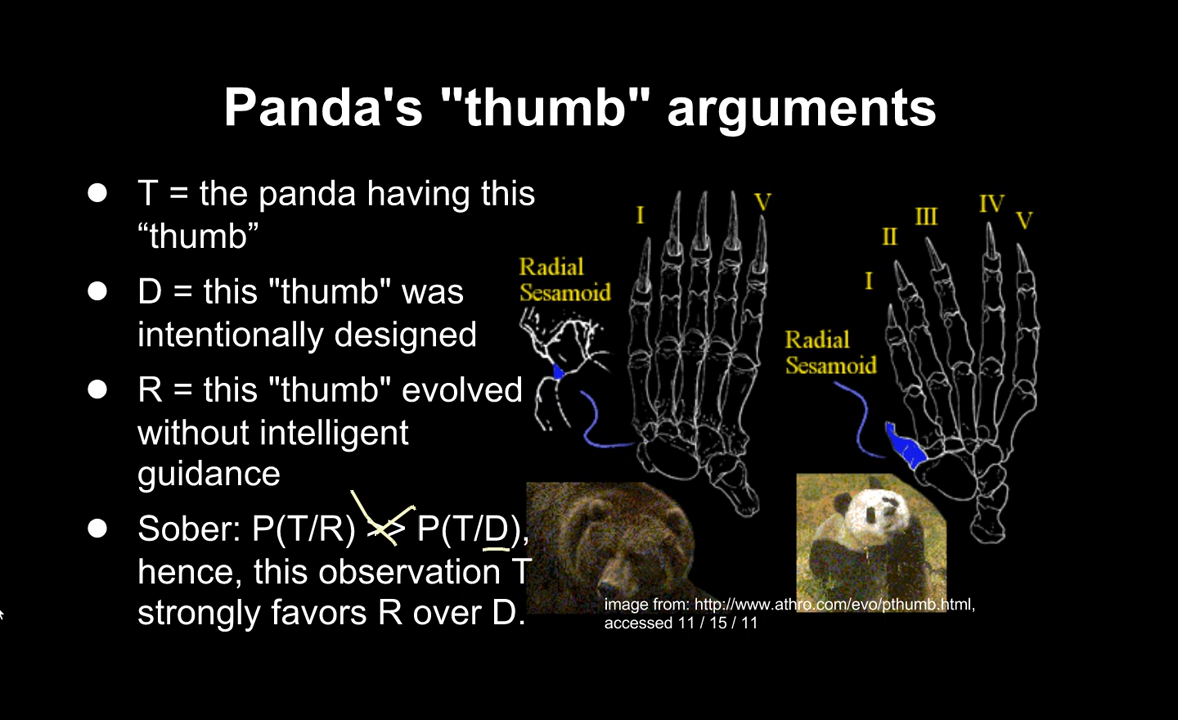 Panda's "thumb" arguments
● T = the panda having this
“thumb”
● D = this "thumb" was
intentionally designed
● R = this "thumb" evolved
without intelligent
guidance
● Sober: P(T/R) >> P(T/D),
hence, this observation T
strongly favors R over D.
I
V
Radial
Sesamoid
I
II
III
IV
V
Radial
Sesamoid
image from: http://www.athro.com/evo/pthumb.html,
accessed 11 / 15 / 11